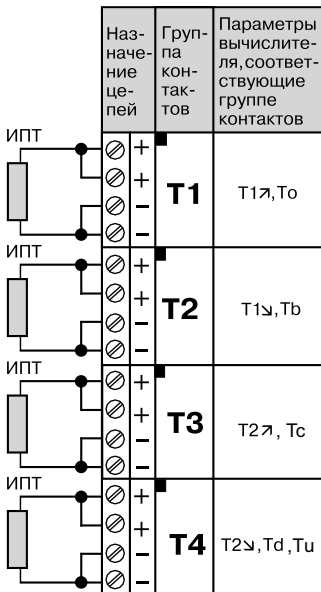 Наз-
наче-
ние
це-
пей
Груп-
па
кон-
так-
тов
Параметры
вычислите-
ля,соответ-
ствующие
группе
контактов
ИПТ
+
+
−
−
T1
T1↗,To
ИПТ
+
+
−
−
T2
T1↘,Tb
ИПТ
+
+
−
−
T3
T2↗, Tc
ИПТ
+
+
−
−
T4
T2↘,Td,Tu